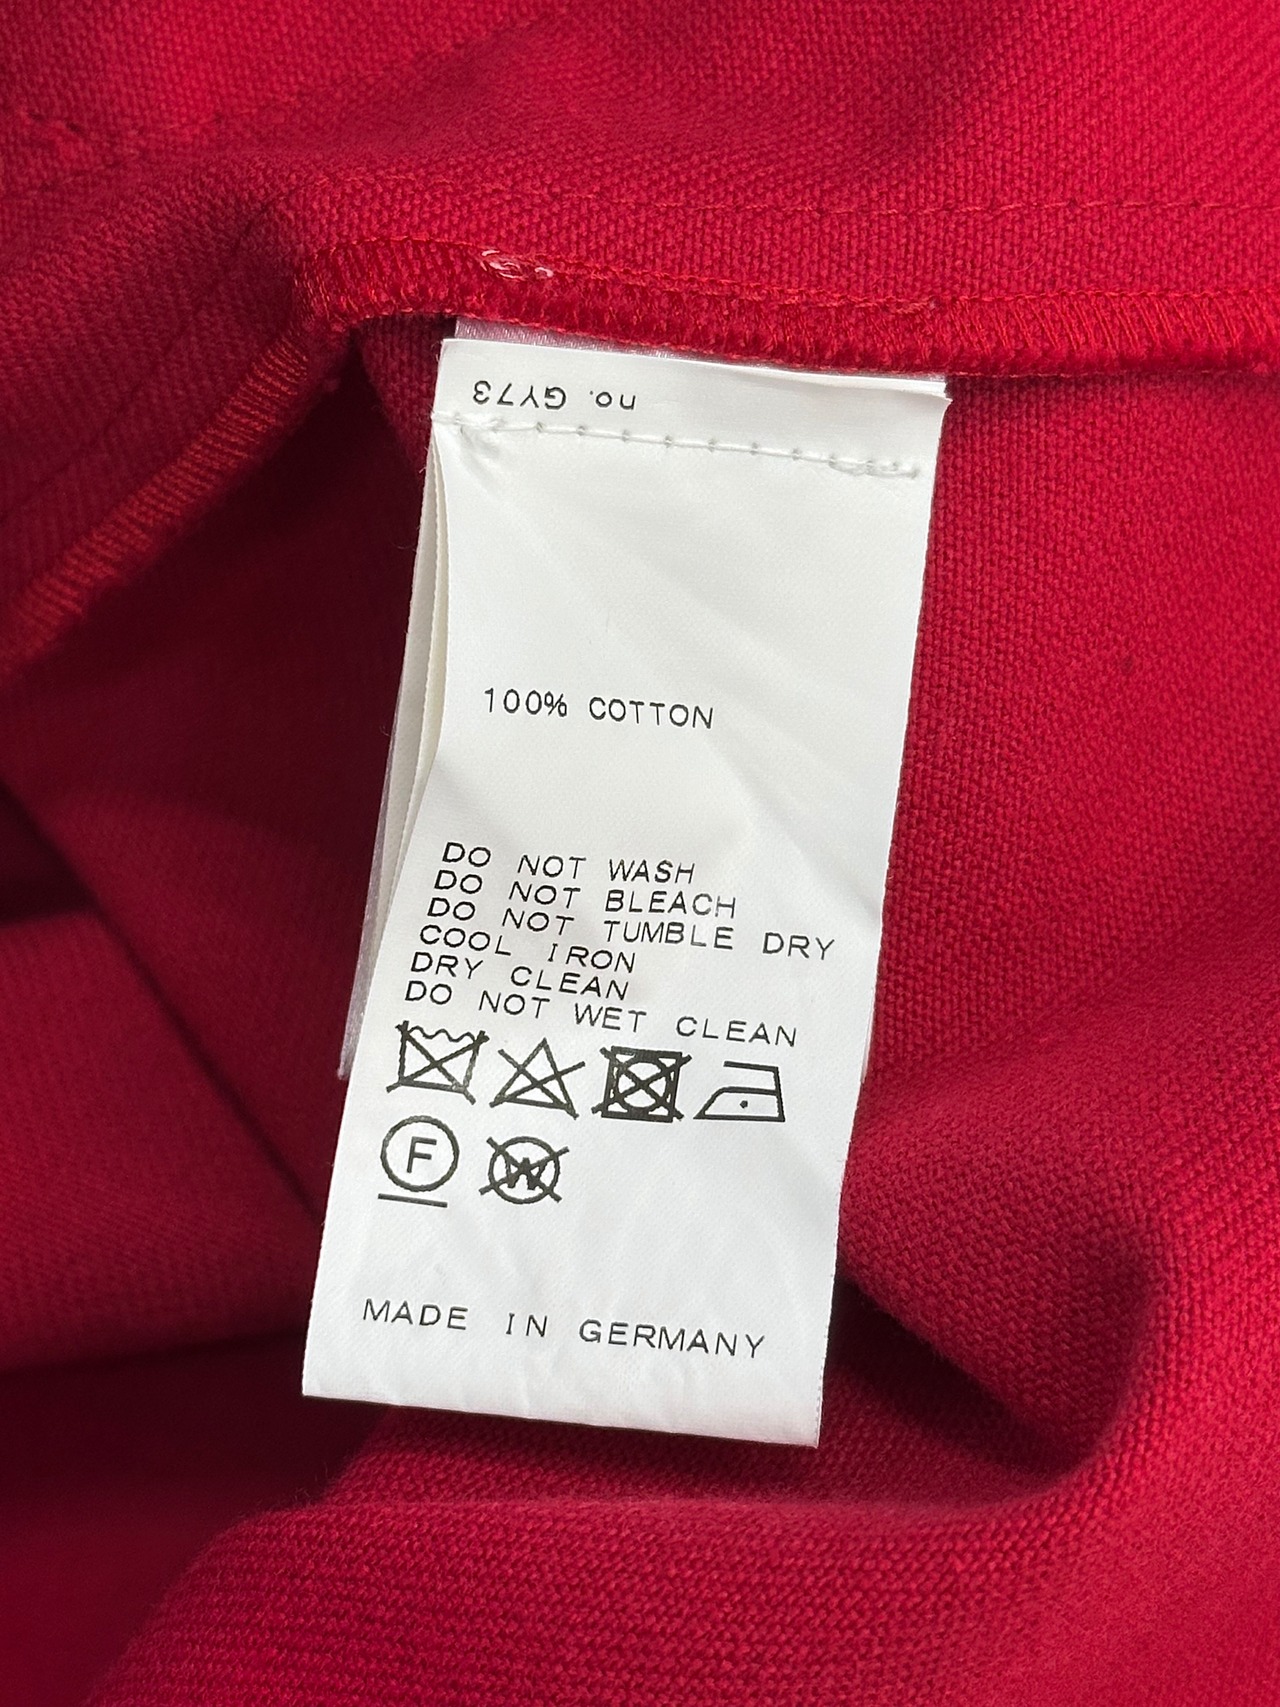 no. GY73
100% COTTON
DO NOT WASH
DO NOT BLEACH
DO NOT TUMBLE DRY
COOL IRON
DRY CLEAN
DO NOT WET CLEAN
F W
MADE IN GERMANY